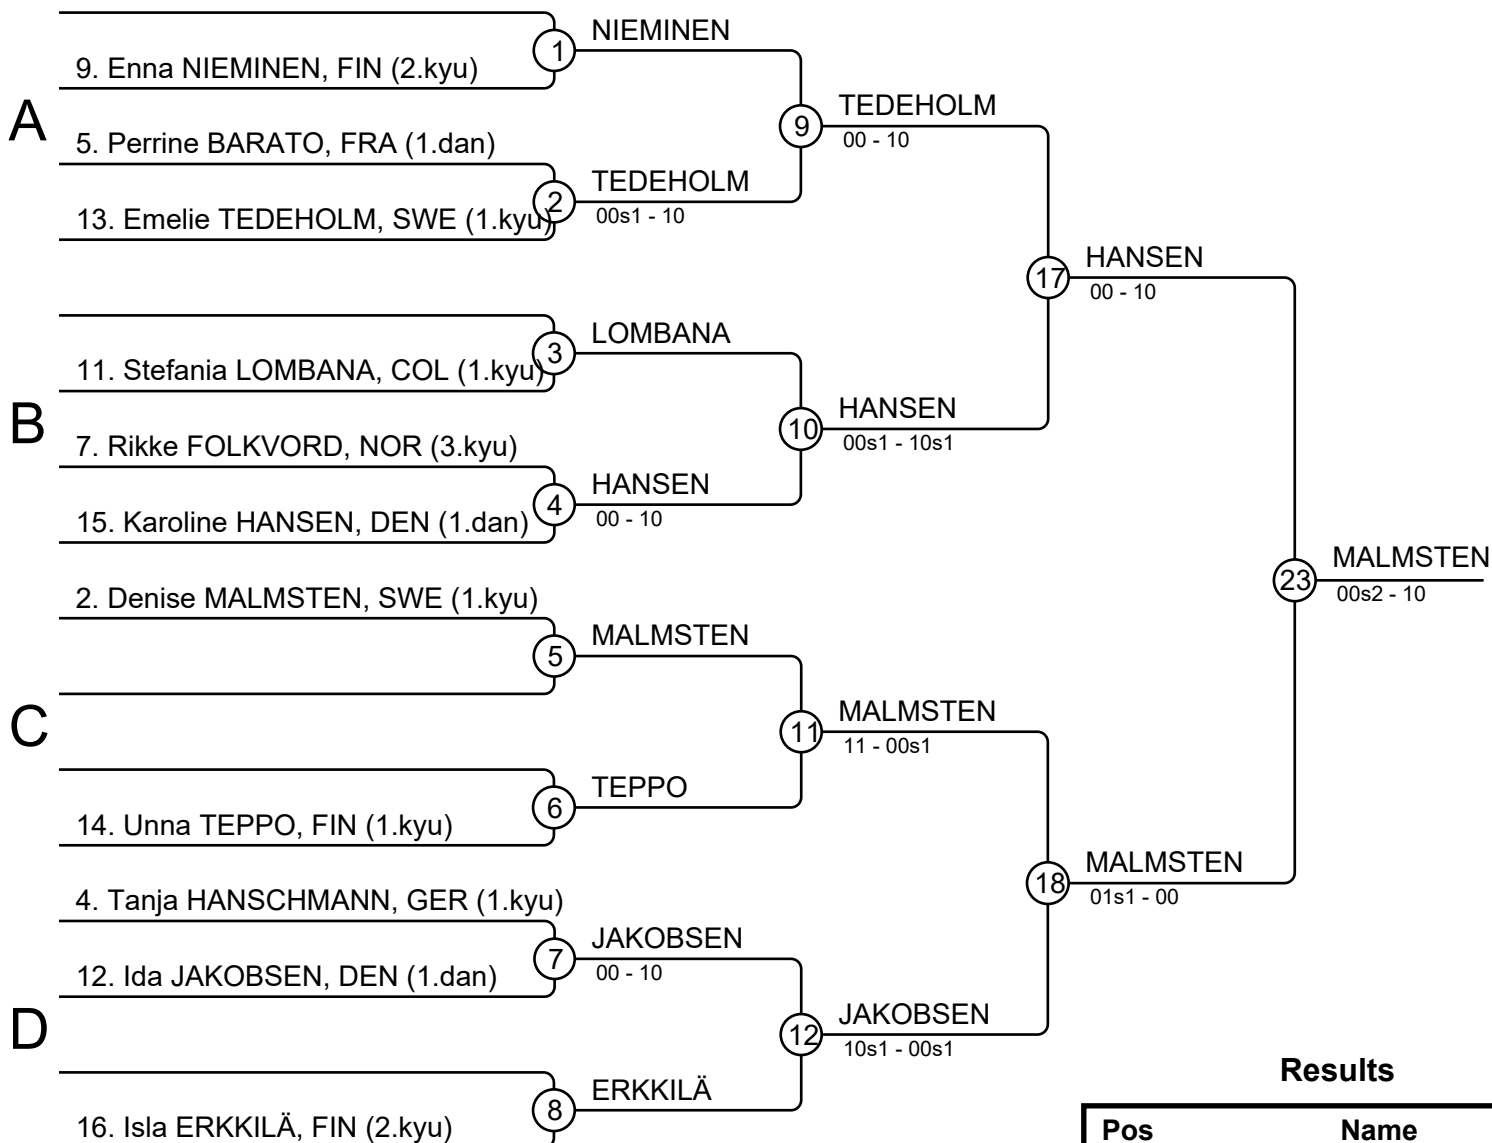 NIEMINEN
1
9. Enna NIEMINEN, FIN (2.kyu)
TEDEHOLM
A
9
00 - 10
5. Perrine BARATO, FRA (1.dan)
TEDEHOLM
2
00s1 - 10
13. Emelie TEDEHOLM, SWE (1.kyu)
HANSEN
17
00 - 10
LOMBANA
3
11. Stefania LOMBANA, COL (1.kyu)
HANSEN
B
10
00s1 - 10s1
7. Rikke FOLKVORD, NOR (3.kyu)
HANSEN
4
00 - 10
15. Karoline HANSEN, DEN (1.dan)
MALMSTEN
23
00s2 - 10
2. Denise MALMSTEN, SWE (1.kyu)
MALMSTEN
5
MALMSTEN
C
11
11 - 00s1
TEPPO
6
14. Unna TEPPO, FIN (1.kyu)
MALMSTEN
18
01s1 - 00
4. Tanja HANSCHMANN, GER (1.kyu)
JAKOBSEN
7
00 - 10
12. Ida JAKOBSEN, DEN (1.dan)
JAKOBSEN
D
12
10s1 - 00s1
ERKKILÄ
8
16. Isla ERKKILÄ, FIN (2.kyu)
Results
Pos Name